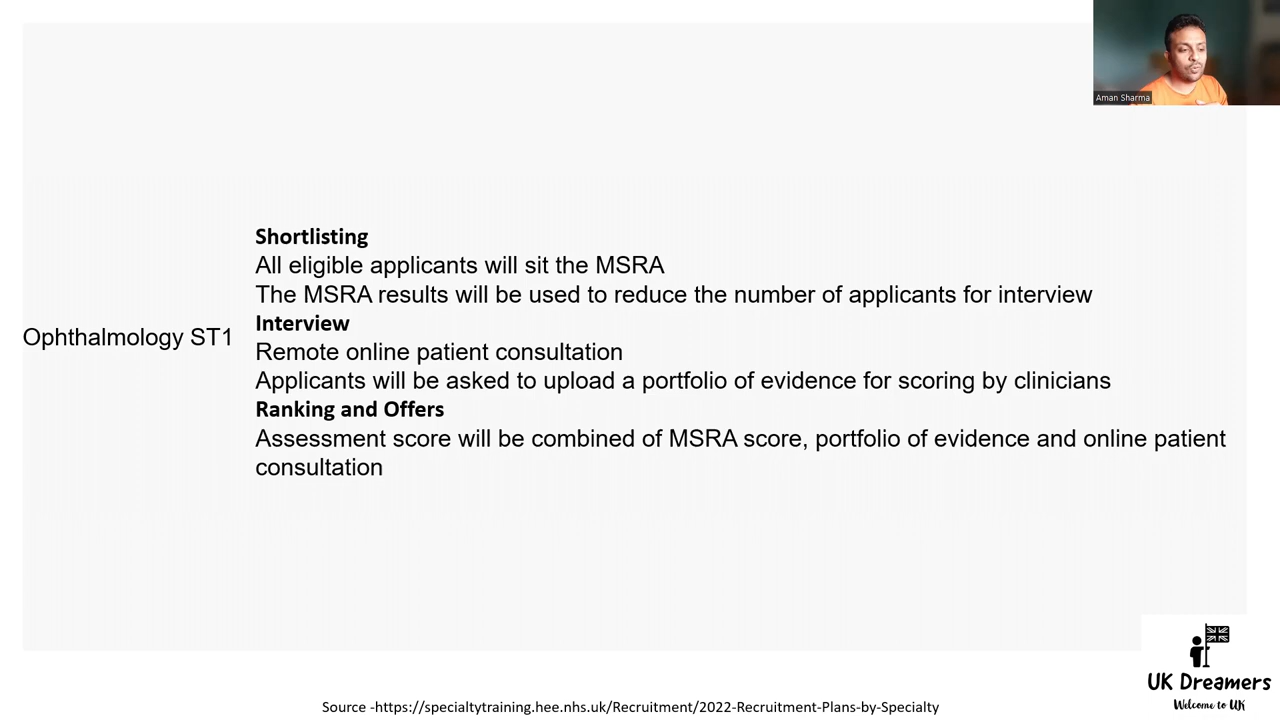 Aman Sharma
Shortlisting
All eligible applicants will sit the MSRA
The MSRA results will be used to reduce the number of applicants for interview
Interview
Ophthalmology ST1
Remote online patient consultation
Applicants will be asked to upload a portfolio of evidence for scoring by clinicians
Ranking and Offers
Assessment score will be combined of MSRA score, portfolio of evidence and online patient
consultation
UK Dreamers
Welcome to UK
Source -https://specialtytraining.hee.nhs.uk/Recruitment/2022-Recruitment-Plans-by-Specialty